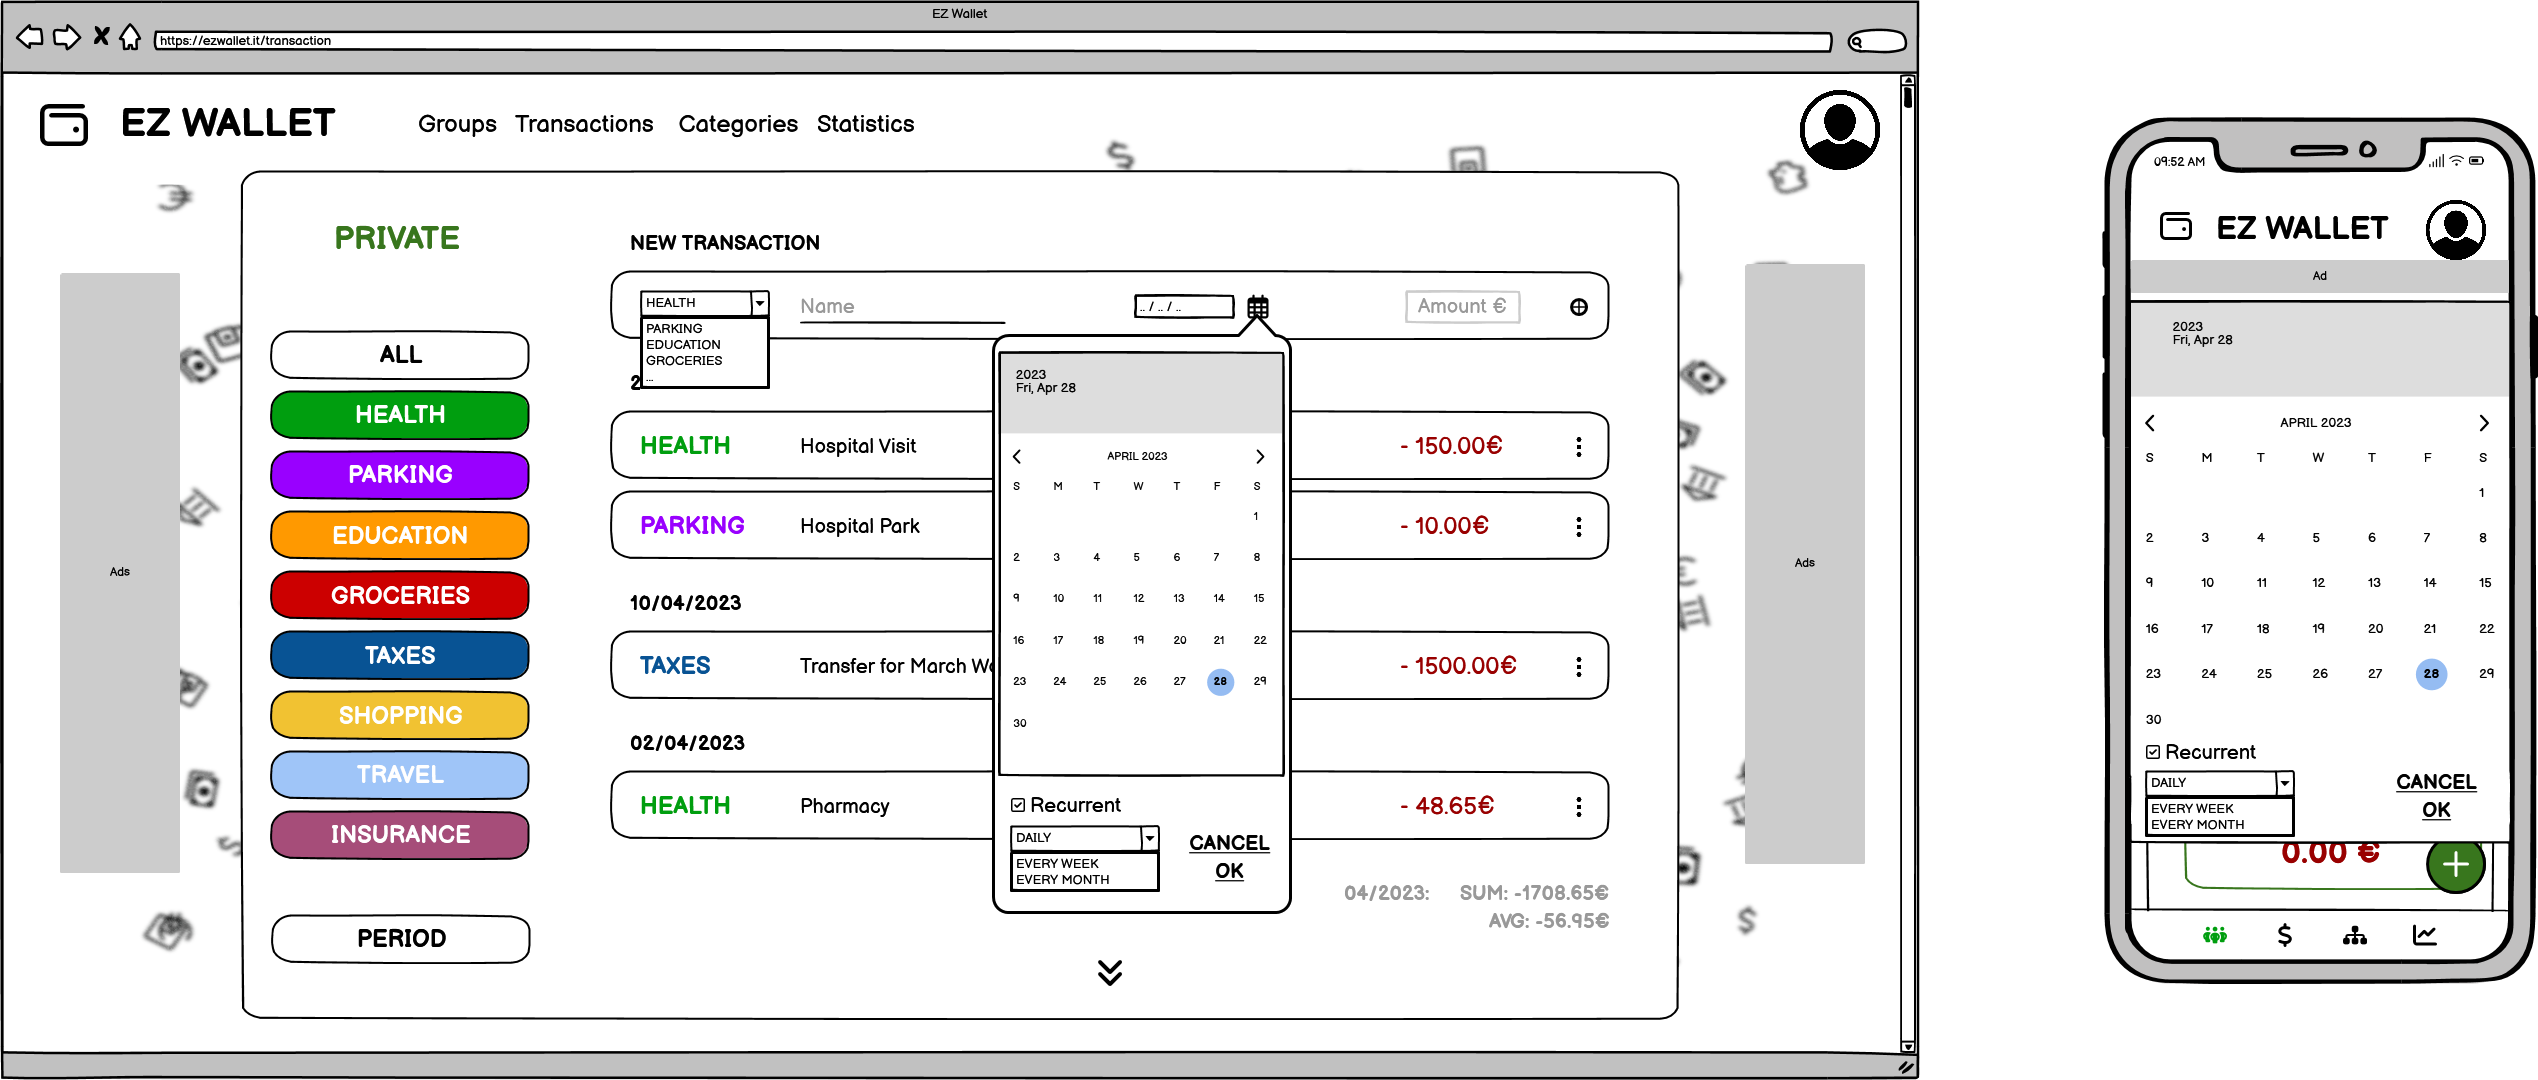 EZ Wallet
https://ezwallet.it/transaction
EZ WALLET
Groups Transactions Categories Statistics
PRIVATE
ALL
HEALTH
PARKING
EDUCATION
GROCERIES
TAXES
SHOPPING
TRAVEL
INSURANCE
PERIOD
Ads
NEW TRANSACTION
HEALTH
PARKING
EDUCATION
GROCERIES
...
Name
.. / .. / ..
Amount €
2
HEALTH Hospital Visit - 150.00€
PARKING Hospital Park - 10.00€
10/04/2023
TAXES Transfer for March - 1500.00€
02/04/2023
HEALTH Pharmacy - 48.65€
04/2023: SUM: -1708.65€
AVG: -56.95€
2023
Fri, Apr 28
APRIL 2023
S M T W T F S
1
2 3 4 5 6 7 8
9 10 11 12 13 14 15
16 17 18 19 20 21 22
23 24 25 26 27 28 29
30
Recurrent
DAILY
EVERY WEEK
EVERY MONTH
CANCEL
OK
Ads
09:52 AM
EZ WALLET
Ad
2023
Fri, Apr 28
APRIL 2023
S M T W T F S
1
2 3 4 5 6 7 8
9 10 11 12 13 14 15
16 17 18 19 20 21 22
23 24 25 26 27 28 29
30
Recurrent
DAILY
EVERY WEEK
EVERY MONTH
CANCEL
OK
0.00 €